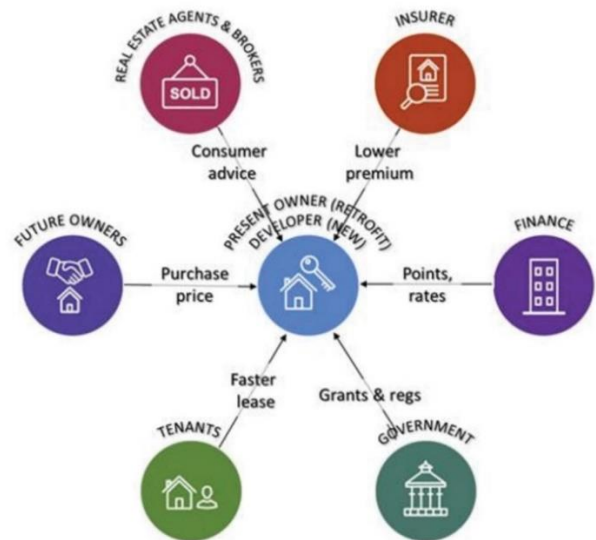 REAL ESTATE AGENTS & BROKERS
SOLD
INSURER
Consumer
advice
Lower
premium
PRESENT OWNER (RETROFIT)
DEVELOPER (NEW)
FUTURE OWNERS
FINANCE
Purchase
price
Points,
rates
Faster
lease
Grants & regs
TENANTS
GOVERNMENT